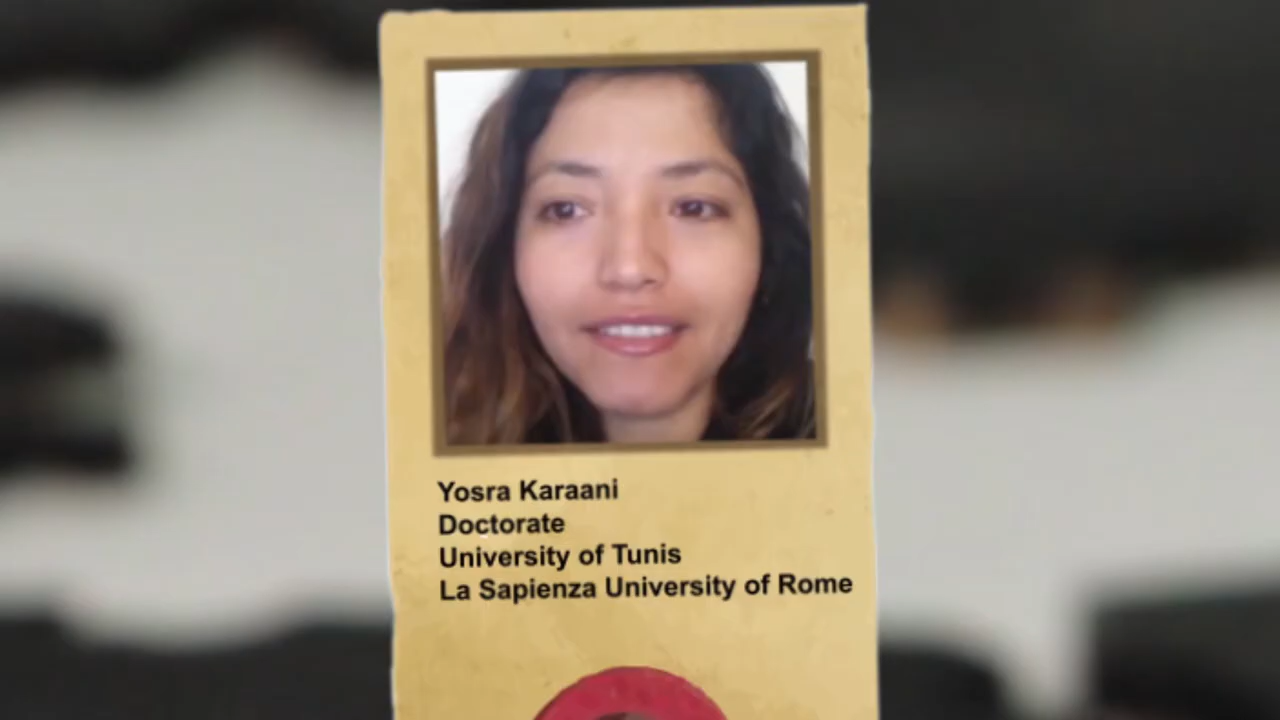 Yosra Karaani
Doctorate
University of Tunis
La Sapienza University of Rome